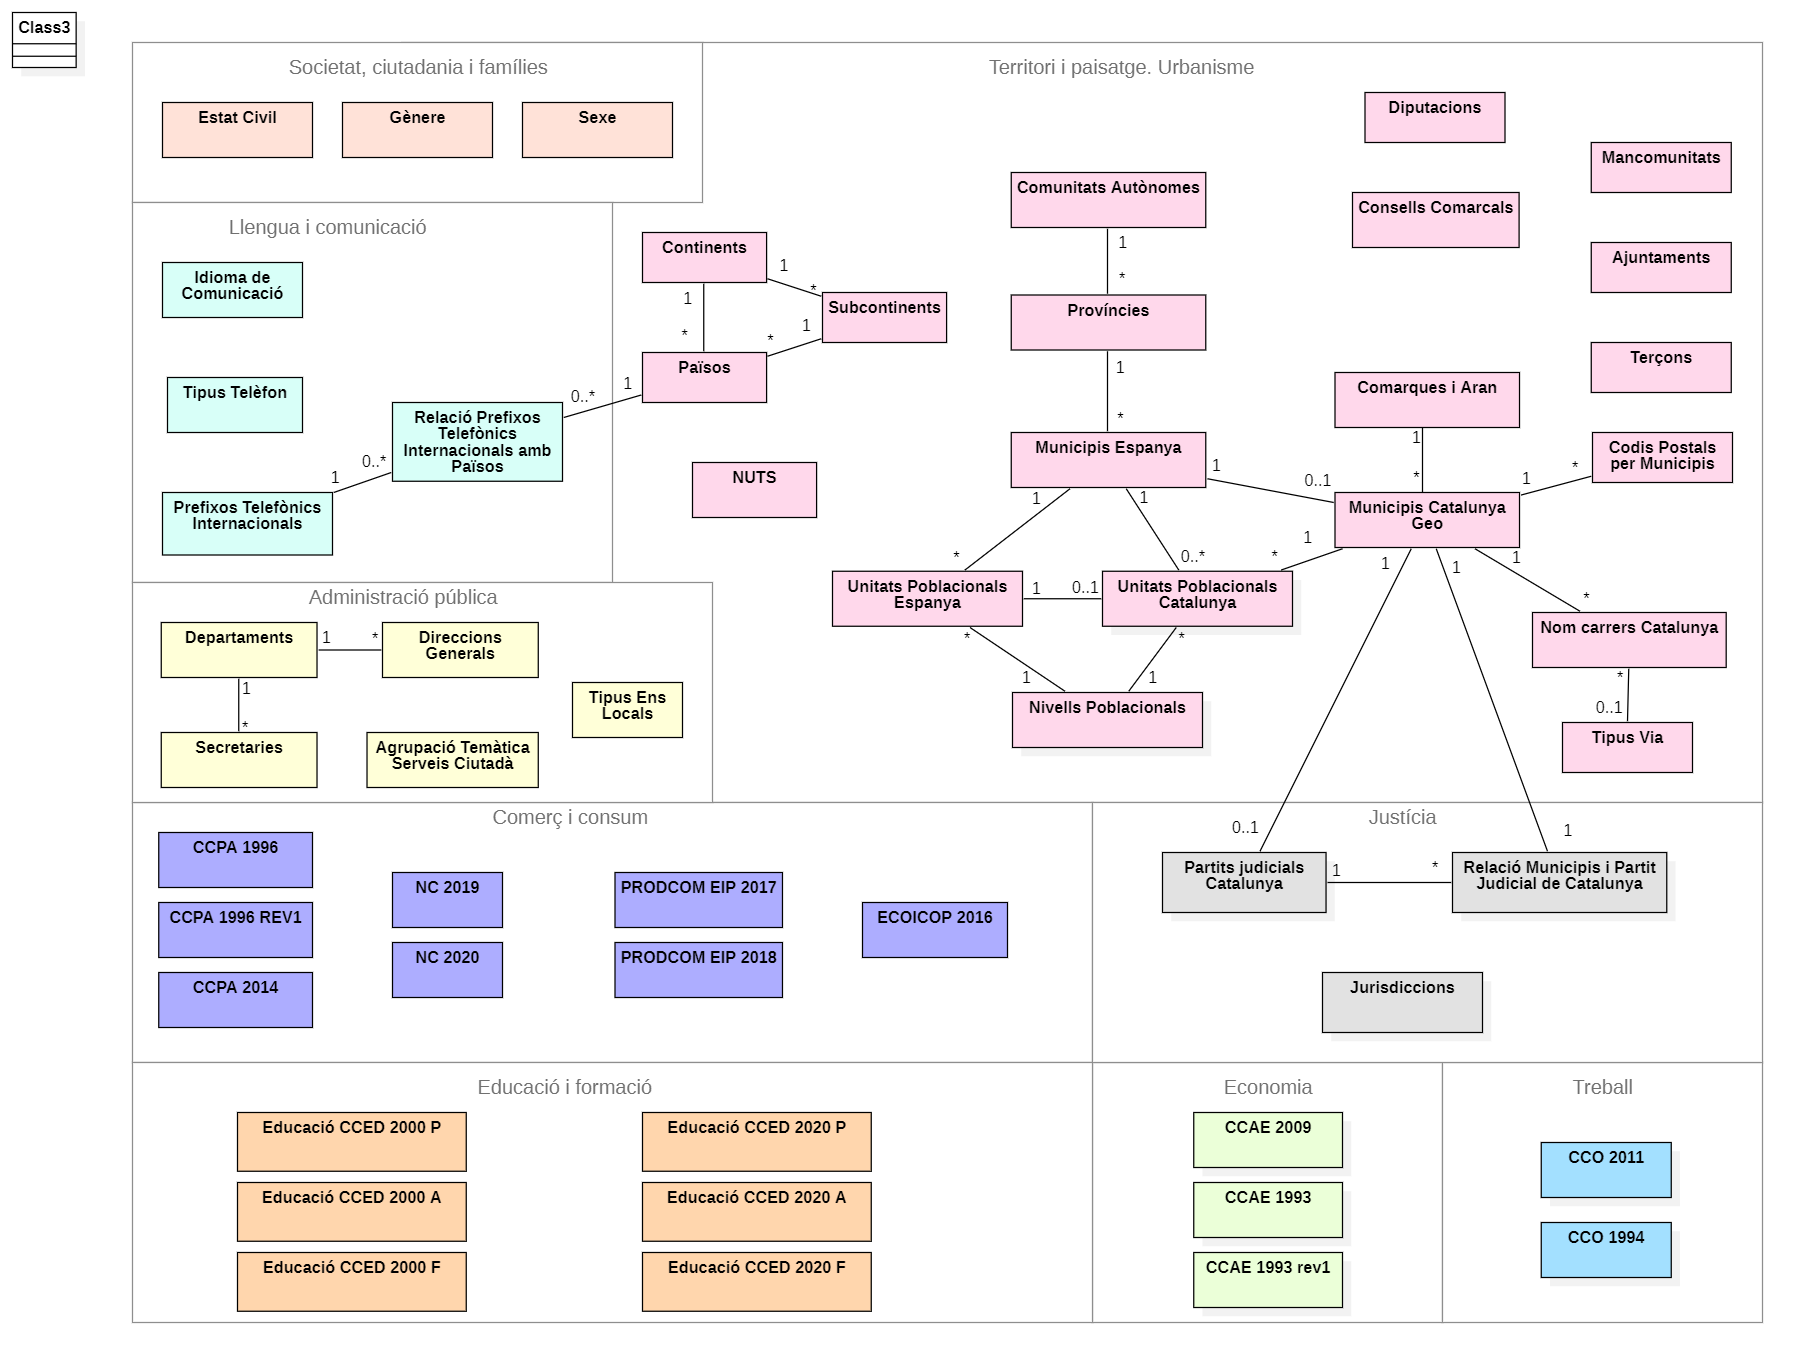 Class3
Societat, ciutadania i famílies
Estat Civil
Gènere
Sexe
Llengua i comunicació
Idioma de
Comunicació
Tipus Telèfon
Relació Prefixos
Telefònics
Internacionals amb
Països
0..*
1
Prefixos Telefònics
Internacionals
1
0..*
Territori i paisatge. Urbanisme
Diputacions
Mancomunitats
Comunitats Autònomes
Consells Comarcals
Continents
1
*
Subcontinents
Ajuntaments
1
*
1
*
Províncies
1
*
Països
Terçons
1
*
Comarques i Aran
Municipis Espanya
1
*
Codis Postals
per Municipis
NUTS
1
0..1
1
*
Municipis Catalunya
Geo
1
*
1
0..*
1
*
Unitats Poblacionals
Espanya
1
0..1
Unitats Poblacionals
Catalunya
1
1
1
*
Nom carrers Catalunya
*
1
*
1
Nivells Poblacionals
*
0..1
Tipus Via
Administració pública
Departaments
1
*
Direccions
Generals
1
*
Tipus Ens
Locals
Secretaries
Agrupació Temàtica
Serveis Ciutadà
Comerç i consum
CCPA 1996
CCPA 1996 REV1
CCPA 2014
NC 2019
NC 2020
PRODCOM EIP 2017
PRODCOM EIP 2018
ECOICOP 2016
Justícia
0..1
1
Partits judicials
Catalunya
1
*
Relació Municipis i Partit
Judicial de Catalunya
Jurisdiccions
Educació i formació
Educació CCED 2000 P
Educació CCED 2000 A
Educació CCED 2000 F
Educació CCED 2020 P
Educació CCED 2020 A
Educació CCED 2020 F
Economia
CCAE 2009
CCAE 1993
CCAE 1993 rev1
Treball
CCO 2011
CCO 1994